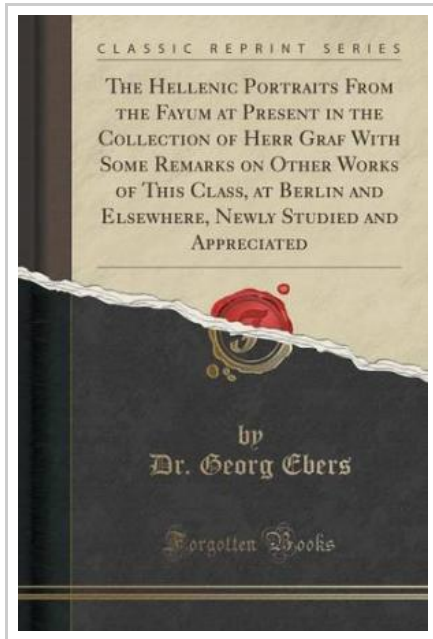 CLASSIC REPRINT SERIES
THE HELLENIC PORTRAITS FROM
THE FAYUM AT PRESENT IN THE
COLLECTION OF HERR GRAF WITH
SOME REMARKS ON OTHER WORKS
OF THIS CLASS, AT BERLIN AND
ELSEWHERE, NEWLY STUDIED AND
APPRECIATED
by
Dr. Georg Ebers
Forgotten Books